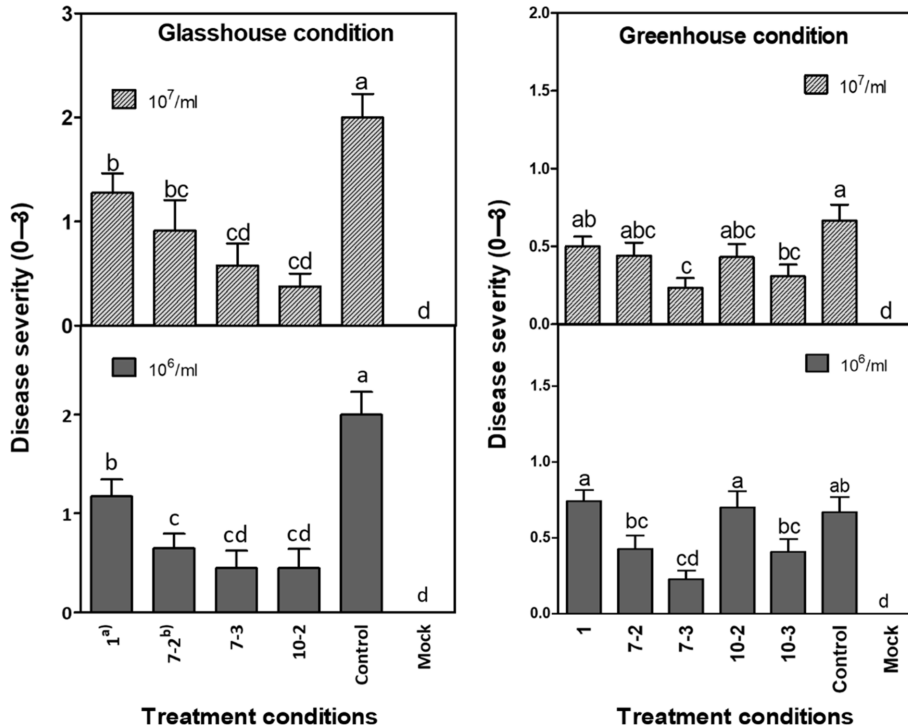 Glasshouse condition
3
2
1
0
10⁷/ml
b
bc
cd
cd
a
d
10⁶/ml
2
1
0
b
c
cd
cd
a
d
Disease severity (0—3)
1ᵃ⁾
7-2ᵇ⁾
7-3
10-2
Control
Mock
Treatment conditions
Greenhouse condition
2.0
1.5
1.0
0.5
0.0
10⁷/ml
ab
abc
c
abc
bc
a
d
10⁶/ml
1.5
1.0
0.5
0.0
a
bc
cd
a
bc
ab
d
Disease severity (0—3)
1
7-2
7-3
10-2
10-3
Control
Mock
Treatment conditions